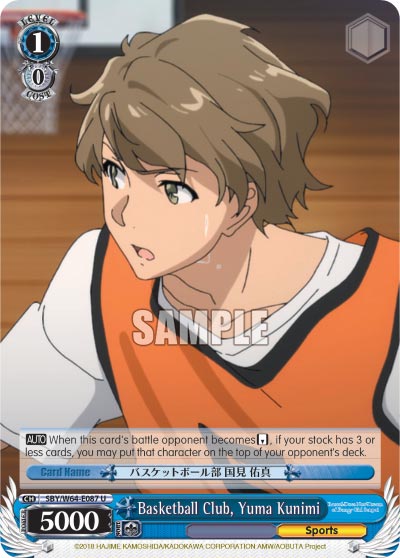 LEVEL
1
0
COST
SAMPLE
AUTO When this card's battle opponent becomes [ ], if your stock has 3 or
less cards, you may put that character on the top of your opponent's deck.
Card Name バスケットボール部 国見 佑真
CH SBY/W64-E087 U
POWER 5000
Basketball Club, Yuma Kunimi
Sports
©2018 HAJIME KAMOSHIDA/KADOKAWA CORPORATION AMW/AOBUTA Project